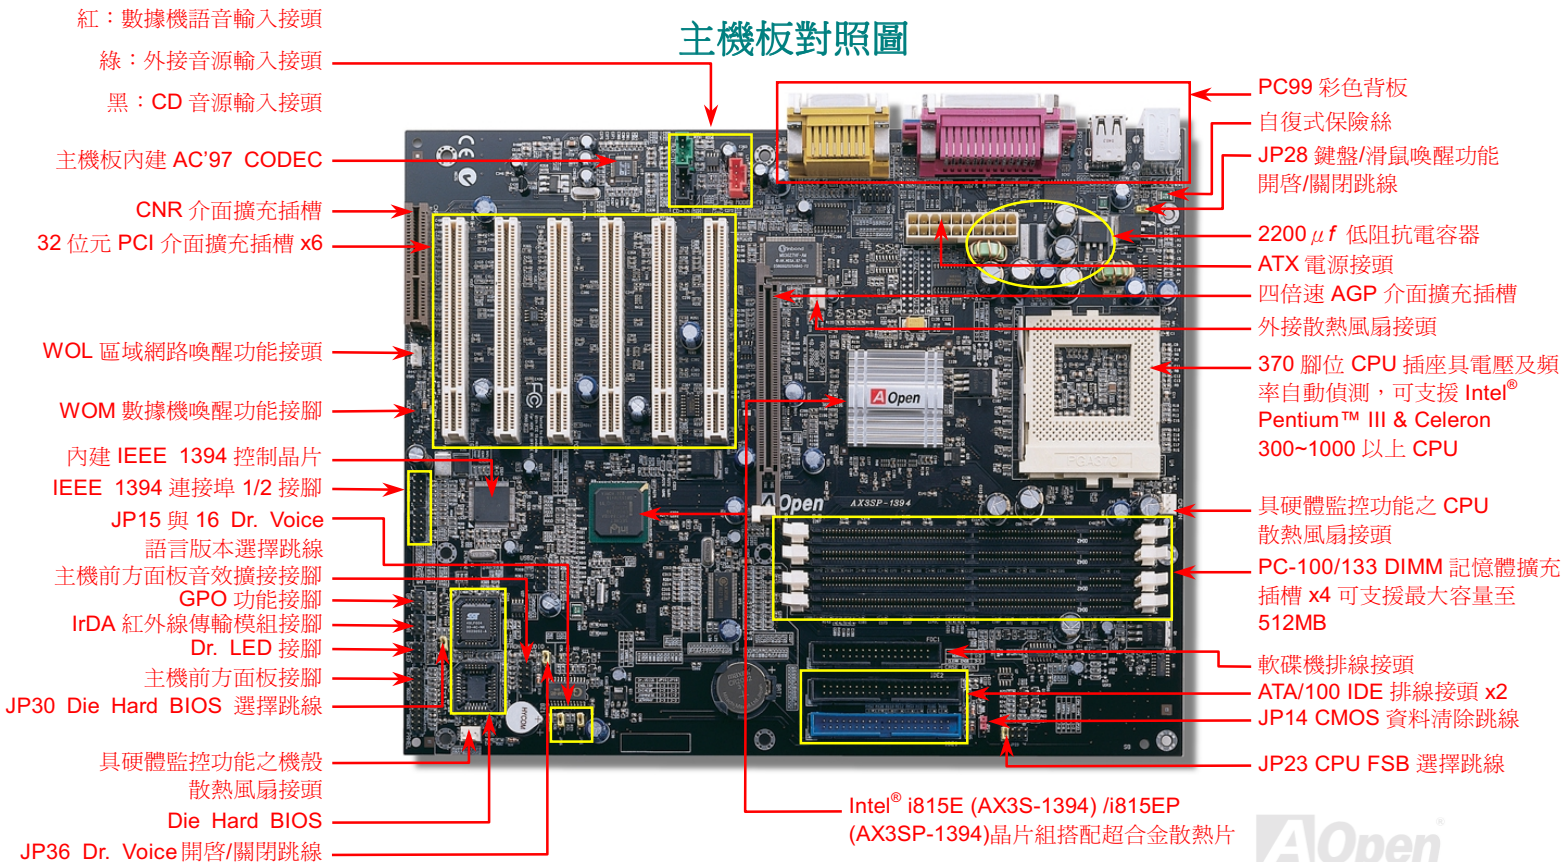 主機板對照圖
紅：數據機語音輸入接頭
綠：外接音源輸入接頭
黑：CD 音源輸入接頭
主機板內建 AC'97 CODEC
CNR 介面擴充插槽
32 位元 PCI 介面擴充插槽 x6
WOL 區域網路喚醒功能接頭
WOM 數據機喚醒功能接腳
內建 IEEE 1394 控制晶片
IEEE 1394 連接埠 1/2 接腳
JP15 與 16 Dr. Voice
語言版本選擇跳線
主機前方面板音效擴接接腳
GPO 功能接腳
IrDA 紅外線傳輸模組接腳
Dr. LED 接腳
主機前方面板接腳
JP30 Die Hard BIOS 選擇跳線
具硬體監控功能之機殼
散熱風扇接頭
Die Hard BIOS
JP36 Dr. Voice 開啓/關閉跳線
PC99 彩色背板
自復式保險絲
JP28 鍵盤/滑鼠喚醒功能
開啓/關閉跳線
2200 μf 低阻抗電容器
ATX 電源接頭
四倍速 AGP 介面擴充插槽
外接散熱風扇接頭
370 腳位 CPU 插座具電壓及頻
率自動偵測，可支援 Intel®
Pentium™ III & Celeron
300~1000 以上 CPU
具硬體監控功能之 CPU
散熱風扇接頭
PC-100/133 DIMM 記憶體擴充
插槽 x4 可支援最大容量至
512MB
軟碟機排線接頭
ATA/100 IDE 排線接頭 x2
JP14 CMOS 資料清除跳線
JP23 CPU FSB 選擇跳線
Intel® i815E (AX3S-1394) /i815EP
(AX3SP-1394)晶片組搭配超合金散熱片
AOpen
AOpen
AX3SP-1394
PGA370
HYCOM
FCC
CE
IDE2
AOpen®